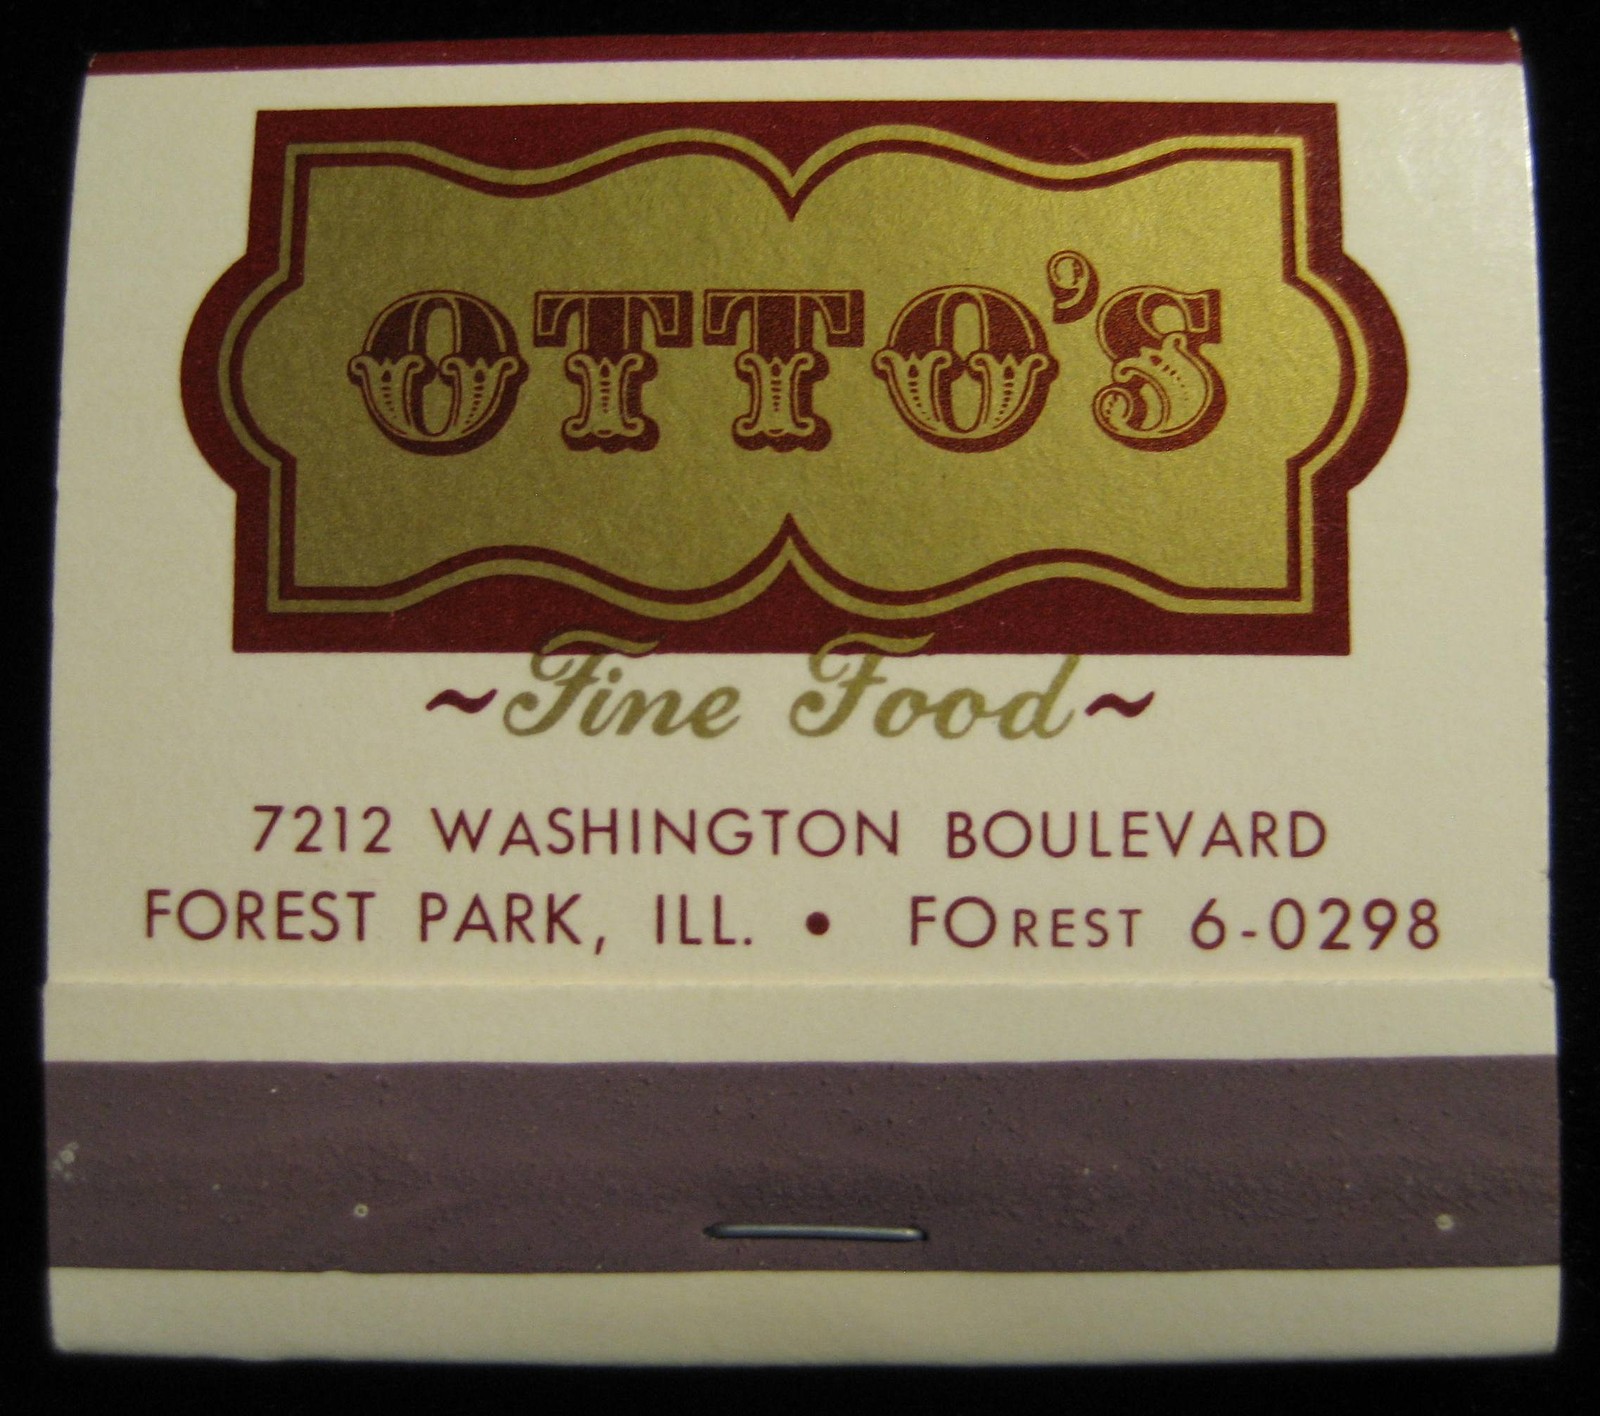 OTTO'S
~Fine Food~
7212 WASHINGTON BOULEVARD
FOREST PARK, ILL. • FOREST 6-0298